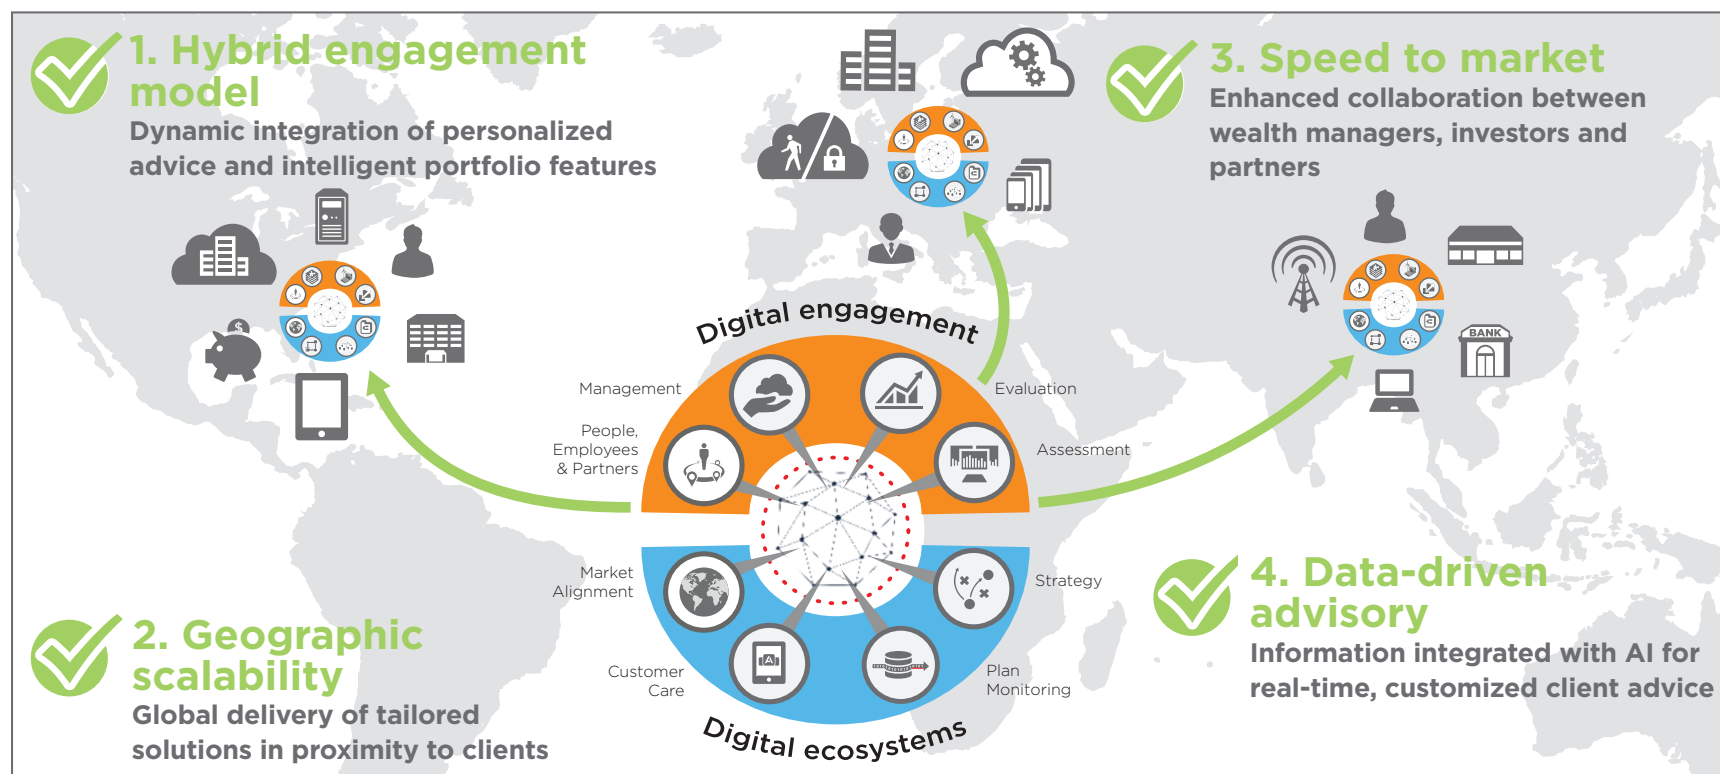 1. Hybrid engagement
model
Dynamic integration of personalized
advice and intelligent portfolio features
2. Geographic
scalability
Global delivery of tailored
solutions in proximity to clients
3. Speed to market
Enhanced collaboration between
wealth managers, investors and
partners
4. Data-driven
advisory
Information integrated with AI for
real-time, customized client advice
$
BANK
Digital engagement
Management
Evaluation
People,
Employees
& Partners
Assessment
Market
Alignment
Strategy
Customer
Care
A
Plan
Monitoring
Digital ecosystems